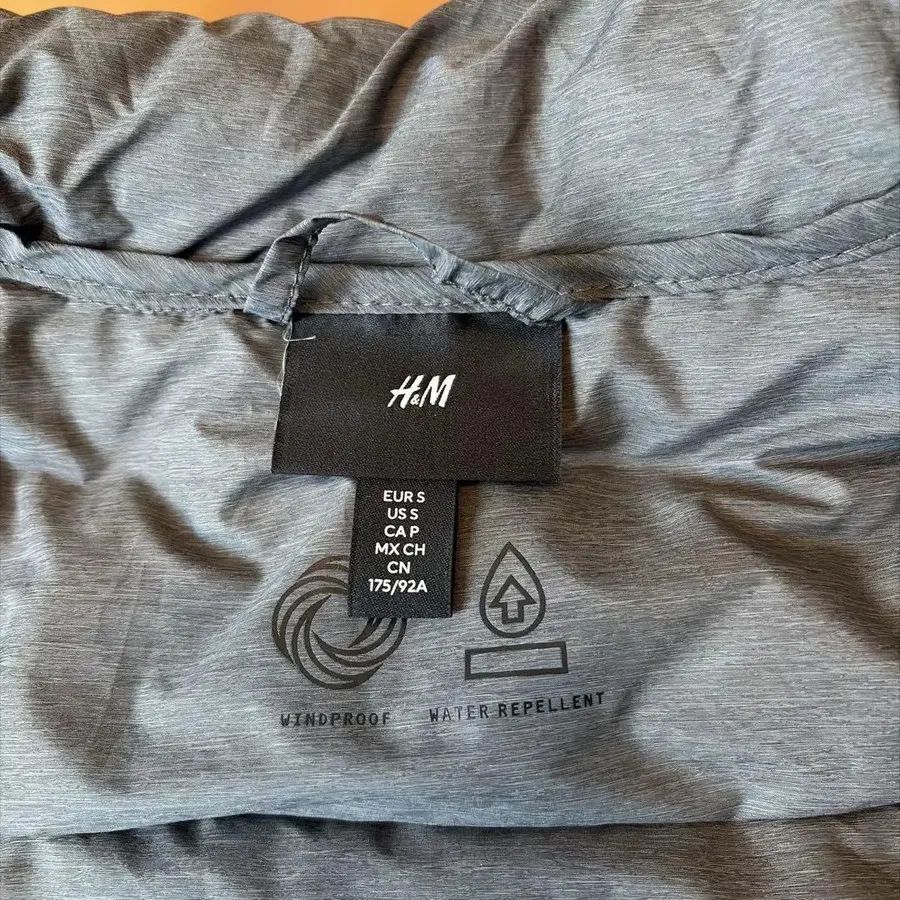 H&M
EUR S
US S
CA P
MX CH
CN
175/92A
WINDPROOF
WATER REPELLENT